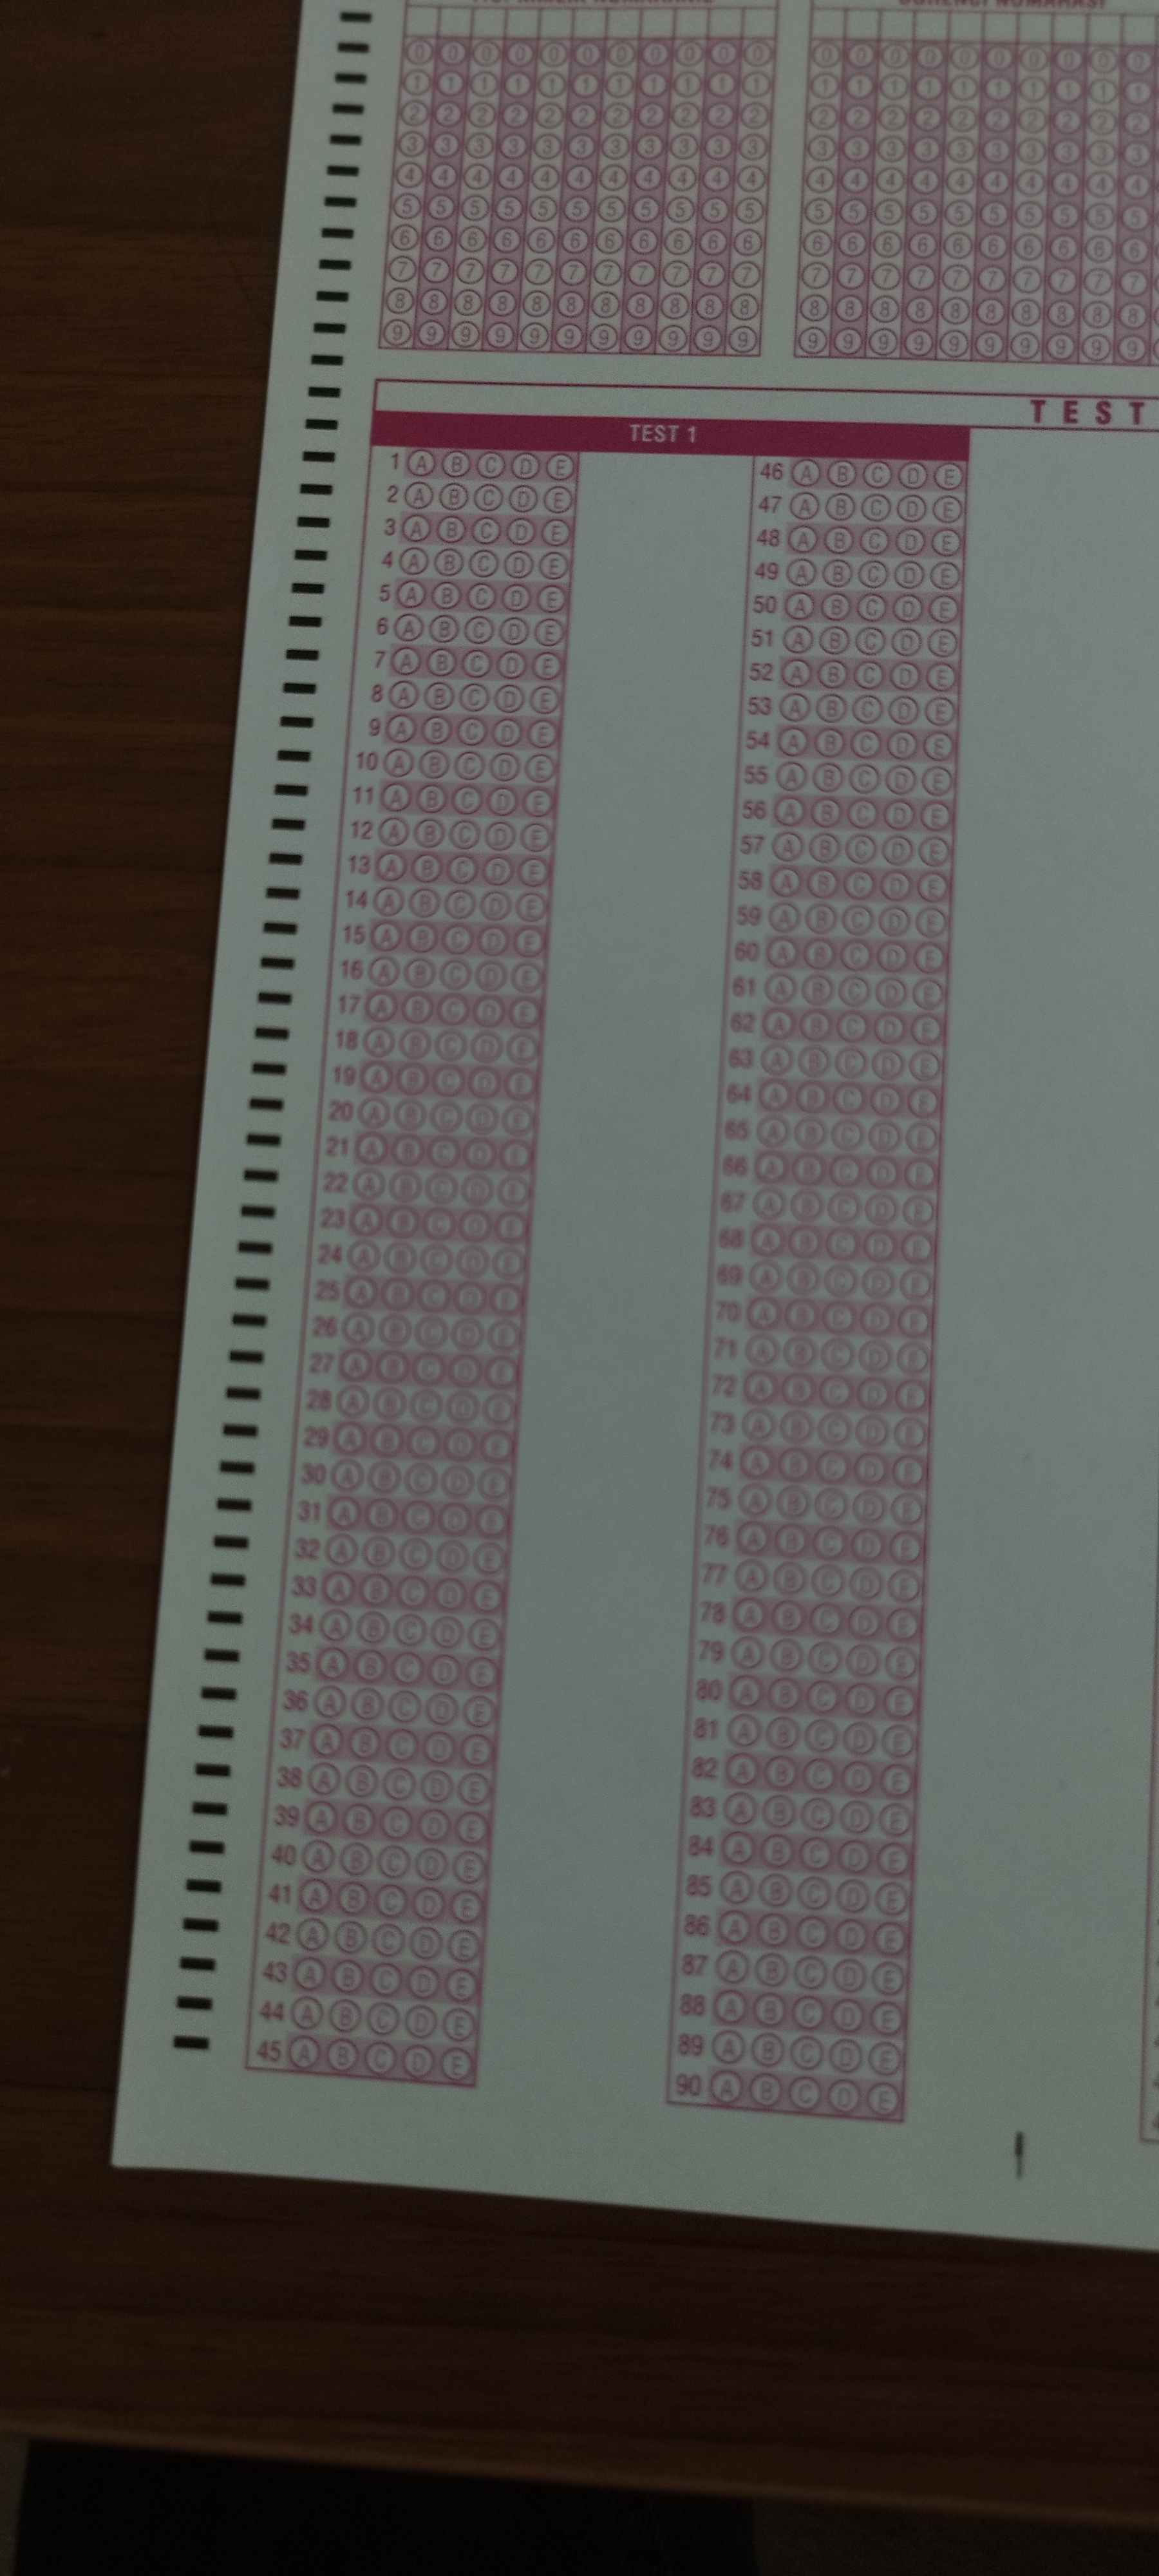 ÖĞRENCİ NUMARASI
0 0 0 0 0 0 0 0 0 0 0 0 0 0 0 0 0 0 0 0 0
1 1 1 1 1 1 1 1 1 1 1 1 1 1 1 1 1 1 1 1 1
2 2 2 2 2 2 2 2 2 2 2 2 2 2 2 2 2 2 2 2 2
3 3 3 3 3 3 3 3 3 3 3 3 3 3 3 3 3 3 3 3 3
4 4 4 4 4 4 4 4 4 4 4 4 4 4 4 4 4 4 4 4 4
5 5 5 5 5 5 5 5 5 5 5 5 5 5 5 5 5 5 5 5 5
6 6 6 6 6 6 6 6 6 6 6 6 6 6 6 6 6 6 6 6 6
7 7 7 7 7 7 7 7 7 7 7 7 7 7 7 7 7 7 7 7 7
8 8 8 8 8 8 8 8 8 8 8 8 8 8 8 8 8 8 8 8 8
9 9 9 9 9 9 9 9 9 9 9 9 9 9 9 9 9 9 9 9 9
TEST
TEST 1
1 A B C D E
2 A B C D E
3 A B C D E
4 A B C D E
5 A B C D E
6 A B C D E
7 A B C D E
8 A B C D E
9 A B C D E
10 A B C D E
11 A B C D E
12 A B C D E
13 A B C D E
14 A B C D E
15 A B C D E
16 A B C D E
17 A B C D E
18 A B C D E
19 A B C D E
20 A B C D E
21 A B C D E
22 A B C D E
23 A B C D E
24 A B C D E
25 A B C D E
26 A B C D E
27 A B C D E
28 A B C D E
29 A B C D E
30 A B C D E
31 A B C D E
32 A B C D E
33 A B C D E
34 A B C D E
35 A B C D E
36 A B C D E
37 A B C D E
38 A B C D E
39 A B C D E
40 A B C D E
41 A B C D E
42 A B C D E
43 A B C D E
44 A B C D E
45 A B C D E
46 A B C D E
47 A B C D E
48 A B C D E
49 A B C D E
50 A B C D E
51 A B C D E
52 A B C D E
53 A B C D E
54 A B C D E
55 A B C D E
56 A B C D E
57 A B C D E
58 A B C D E
59 A B C D E
60 A B C D E
61 A B C D E
62 A B C D E
63 A B C D E
64 A B C D E
65 A B C D E
66 A B C D E
67 A B C D E
68 A B C D E
69 A B C D E
70 A B C D E
71 A B C D E
72 A B C D E
73 A B C D E
74 A B C D E
75 A B C D E
76 A B C D E
77 A B C D E
78 A B C D E
79 A B C D E
80 A B C D E
81 A B C D E
82 A B C D E
83 A B C D E
84 A B C D E
85 A B C D E
86 A B C D E
87 A B C D E
88 A B C D E
89 A B C D E
90 A B C D E